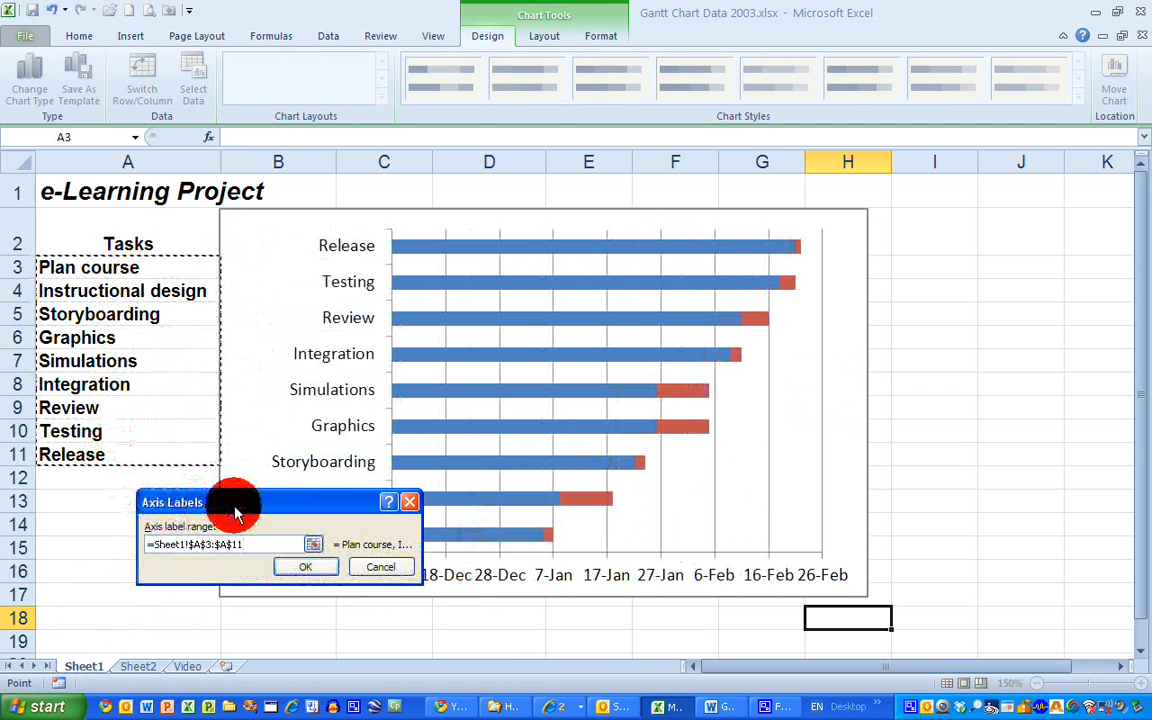 Chart Tools
Gantt Chart Data 2003.xlsx - Microsoft Excel
File Home Insert Page Layout Formulas Data Review View Design Layout Format
Change Chart Type
Save As Template
Switch Row/Column
Select Data
Move Chart
Type Data Chart Layouts Chart Styles Location
A3 fx
A B C D E F G H I J K
1 e-Learning Project
2 Tasks
3 Plan course
4 Instructional design
5 Storyboarding
6 Graphics
7 Simulations
8 Integration
9 Review
10 Testing
11 Release
12
13
14
15
16
17
18
19
Release
Testing
Review
Integration
Simulations
Graphics
Storyboarding
18-Dec 28-Dec 7-Jan 17-Jan 27-Jan 6-Feb 16-Feb 26-Feb
Axis Labels
?
Axis label range:
=Sheet1!$A$3:$A$11 = Plan course, I...
OK Cancel
Sheet1 Sheet2 Video
Point 150%
start Y... H... 2 S... M... G... F... EN Desktop